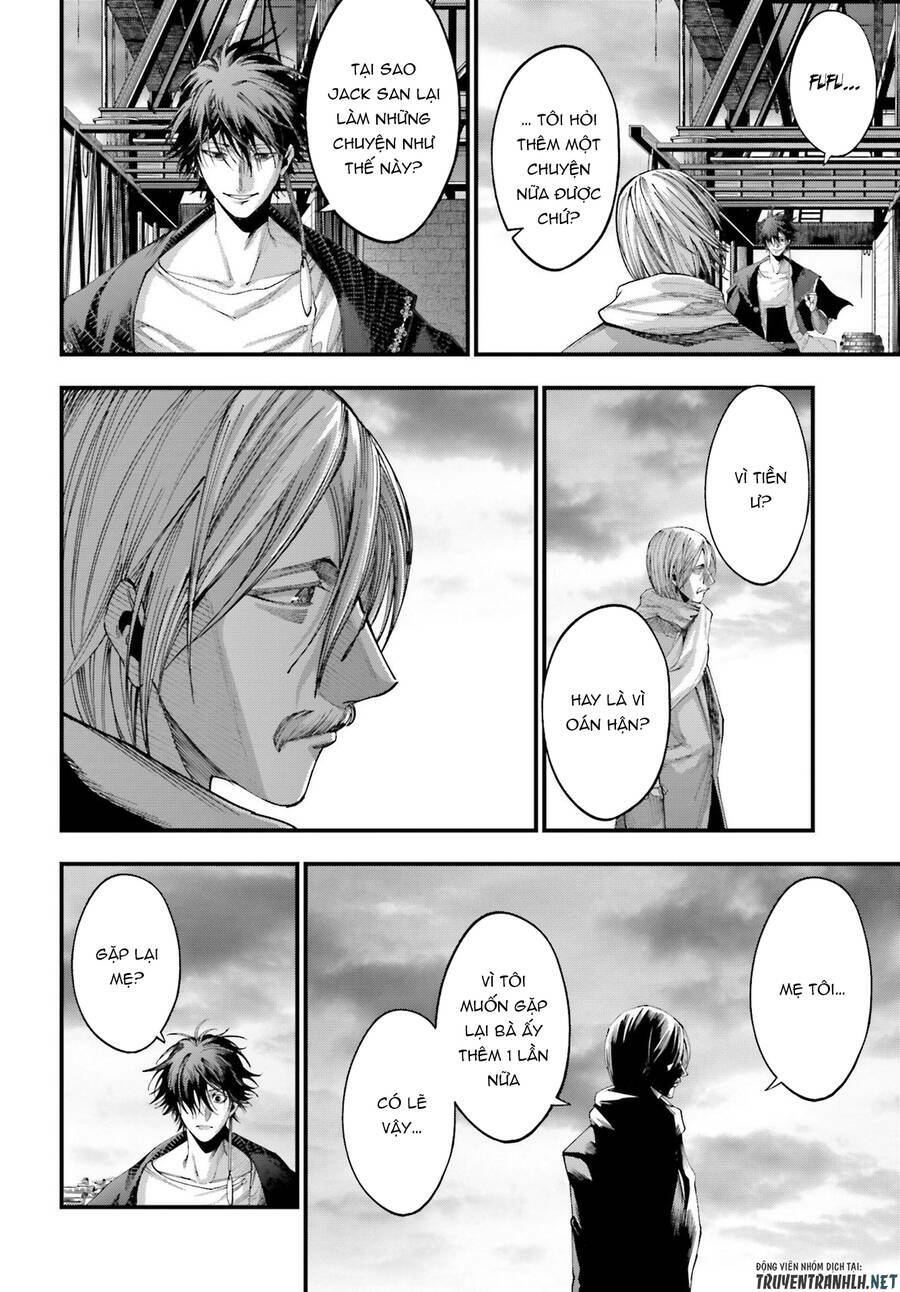 FUFU...
... TÔI HỎI
THÊM MỘT
CHUYỆN
NỮA ĐƯỢC
CHỨ?
TẠI SAO
JACK SAN LẠI
LÀM NHỮNG
CHUYỆN NHƯ
THẾ NÀY?
VÌ TIỀN
Ư?
HAY LÀ VÌ
OÁN HẬN?
MẸ TÔI...
VÌ TÔI
MUỐN GẶP
LẠI BÀ ẤY
THÊM 1 LẦN
NỮA
CÓ LẼ
VẬY...
GẶP LẠI
MẸ?
ĐỘNG VIÊN NHÓM DỊCH TẠI:
TRUYENTRANHLH.NET